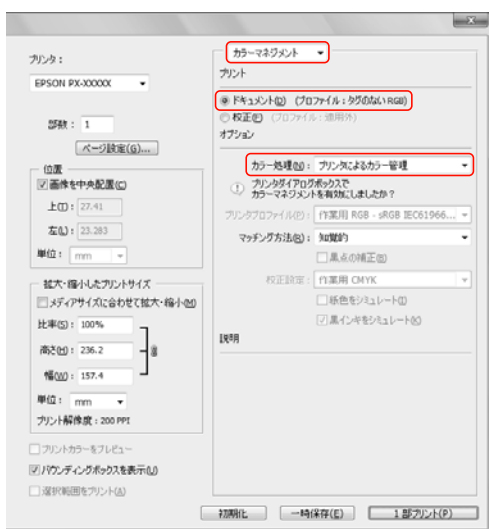 プリンタ：
EPSON PX-XXXXX
部数： 1
ページ設定(G)...
位置
画像を中央配置(C)
上(T)： 27.41
左(L)： 23.283
単位： mm
拡大・縮小したプリントサイズ
メディアサイズに合わせて拡大・縮小(M)
比率(S)： 100%
高さ(H)： 236.2
幅(W)： 157.4
単位： mm
プリント解像度：200 PPI
プリントカラーをプレビュー
バウンディングボックスを表示(U)
選択範囲をプリント(A)
カラーマネジメント
プリント
ドキュメント(D) (プロファイル：タグのない RGB)
校正(F) (プロファイル：適用外)
オプション
カラー処理(N)： プリンタによるカラー管理
プリンタダイアログボックスで
カラーマネジメントを有効にしましたか？
プリンタプロファイル(P)： 作業用 RGB - sRGB IEC61966...
マッチング方法(R)： 知覚的
黒点の補正(B)
校正設定： 作業用 CMYK
紙色をシミュレート(I)
黒インキをシミュレート(K)
説明
初期化 一時保存(E) 1 部プリント(P)